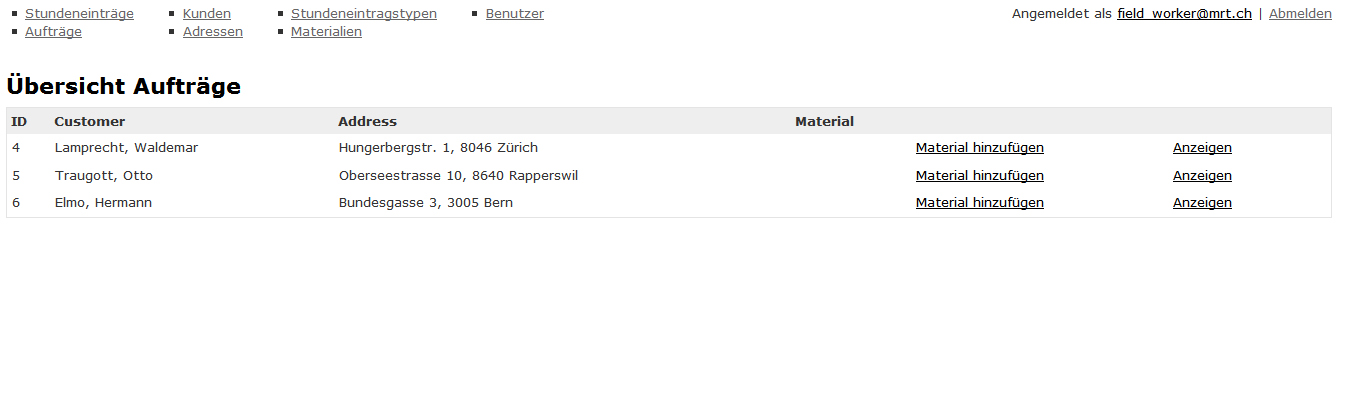 Stundeneinträge Kunden Stundeneintragstypen Benutzer Angemeldet als field_worker@mrt.ch | Abmelden
Aufträge Adressen Materialien
Übersicht Aufträge
ID Customer Address Material
4 Lamprecht, Waldemar Hungerbergstr. 1, 8046 Zürich Material hinzufügen Anzeigen
5 Traugott, Otto Oberseestrasse 10, 8640 Rapperswil Material hinzufügen Anzeigen
6 Elmo, Hermann Bundesgasse 3, 3005 Bern Material hinzufügen Anzeigen